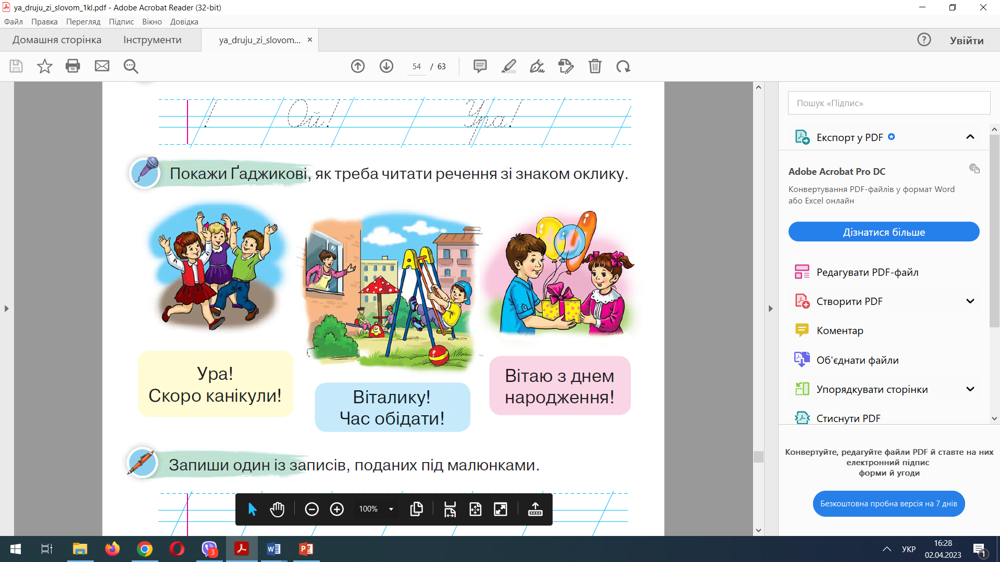 ya_druju_zi_slovom_1kl.pdf - Adobe Acrobat Reader (32-bit)
Файл Правка Перегляд Підпис Вікно Довідка
Домашня сторінка Інструменти ya_druju_zi_slovom... × Увійти
54 / 63
! Ой! Ура!
Покажи Ґаджикові, як треба читати речення зі знаком оклику.
Ура!
Скоро канікули!
Віталику!
Час обідати!
Вітаю з днем
народження!
Запиши один із записів, поданих під малюнками.
100%
Пошук «Підпис»
Експорт у PDF
Adobe Acrobat Pro DC
Конвертування PDF-файлів у формат Word
або Excel онлайн
Дізнатися більше
Редагувати PDF-файл
Створити PDF
Коментар
Об'єднати файли
Упорядкувати сторінки
Стиснути PDF
Конвертуйте, редагуйте файли PDF й ставте на них
електронний підпис
форми й угоди
Безкоштовна пробна версія на 7 днів
3
УКР
16:28
02.04.2023
1